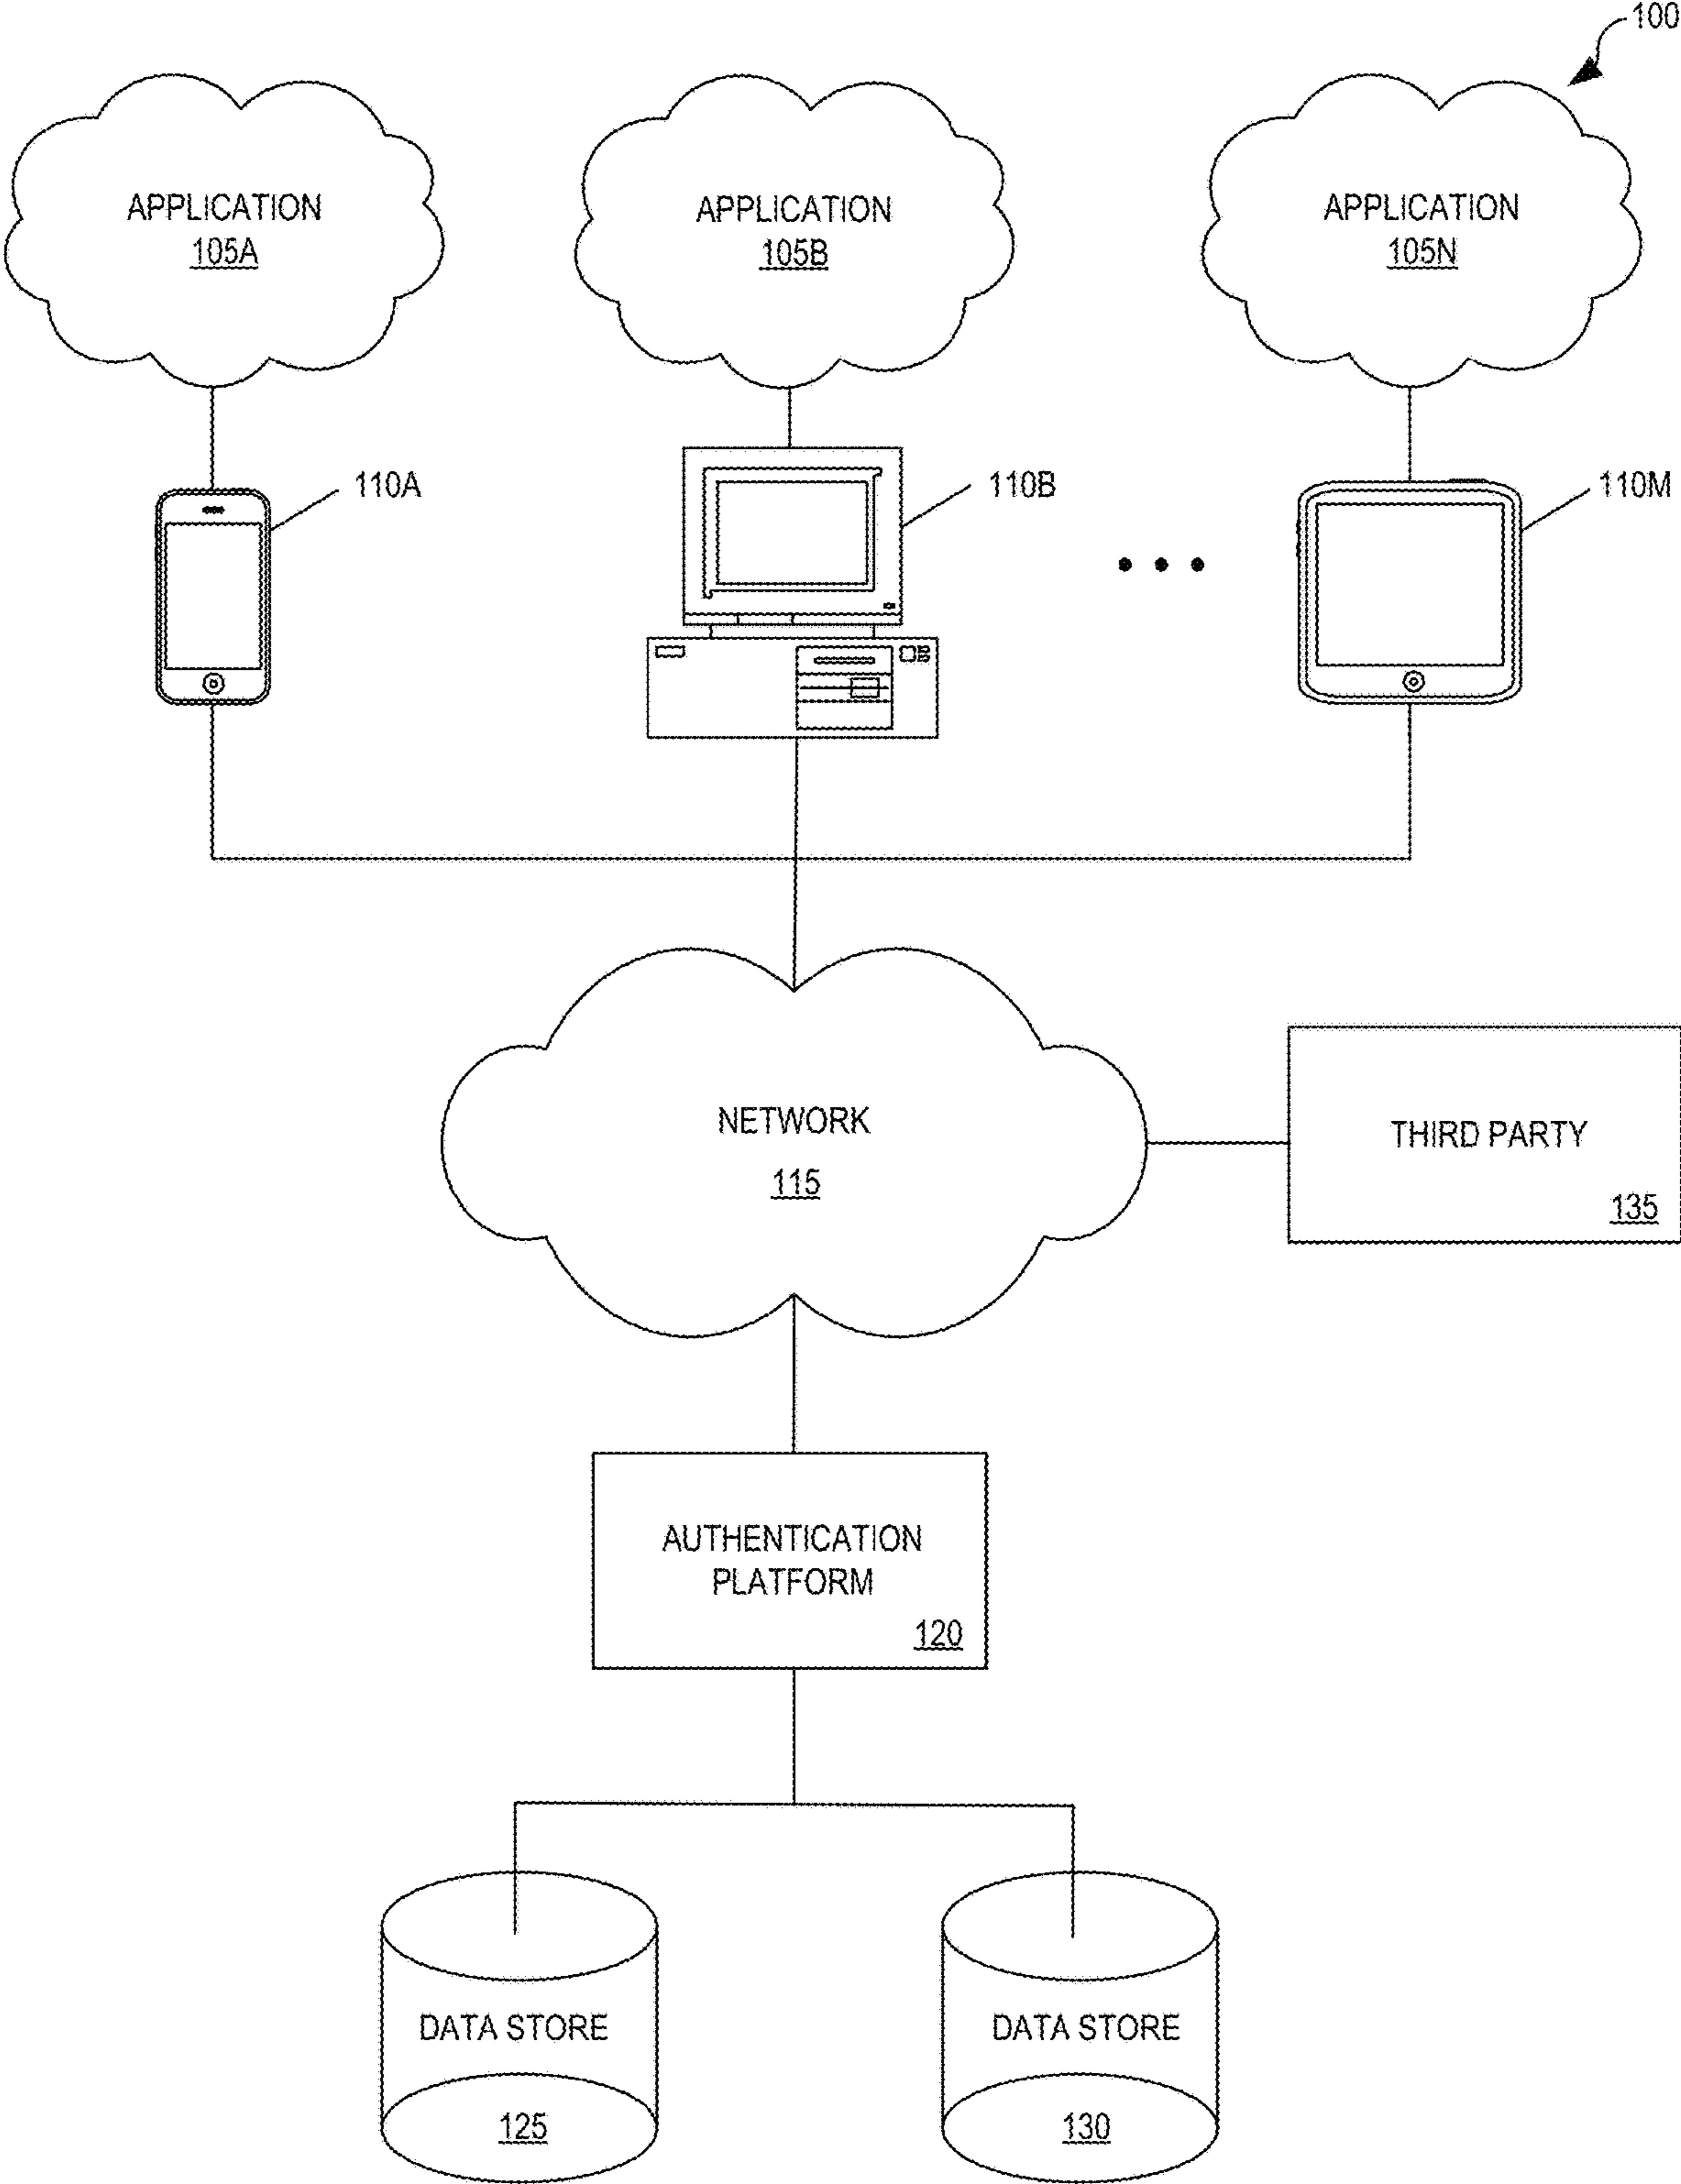 100
APPLICATION
105A
APPLICATION
105B
APPLICATION
105N
110A
110B
110M
NETWORK
115
THIRD PARTY
135
AUTHENTICATION
PLATFORM
120
DATA STORE
125
DATA STORE
130